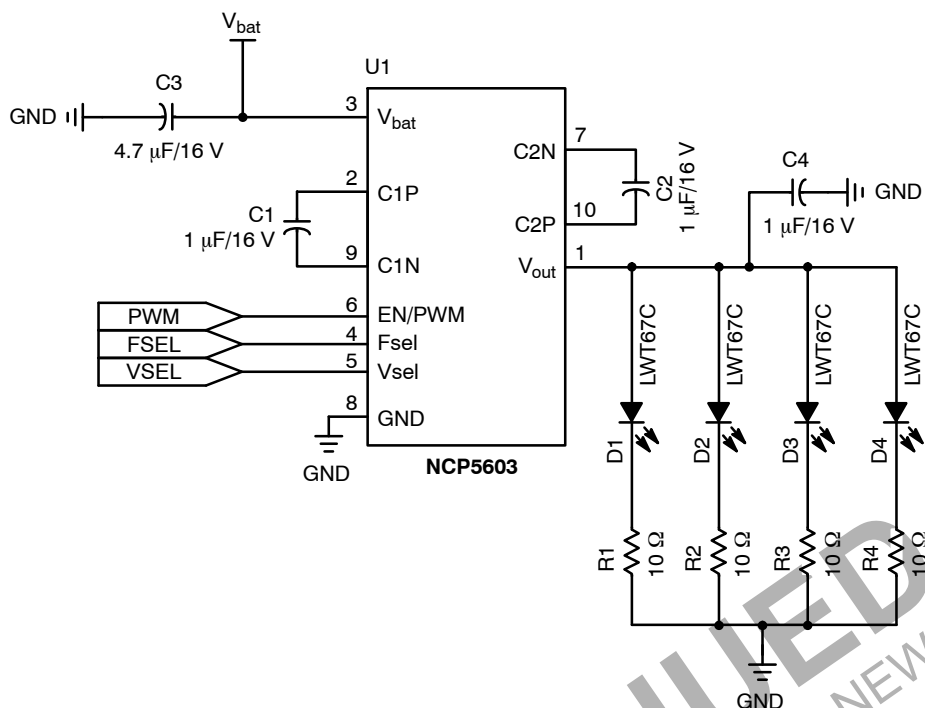 V_bat
U1
C3
GND
4.7 μF/16 V
3
V_bat
2
C1P
C1
1 μF/16 V
9
C1N
PWM
6
EN/PWM
FSEL
4
Fsel
VSEL
5
Vsel
8
GND
GND
NCP5603
7
C2N
C2
1 μF/16 V
10
C2P
1
V_out
C4
GND
1 μF/16 V
LWT67C
LWT67C
LWT67C
LWT67C
D1
D2
D3
D4
R1
10 Ω
R2
10 Ω
R3
10 Ω
R4
10 Ω
GND
NEW